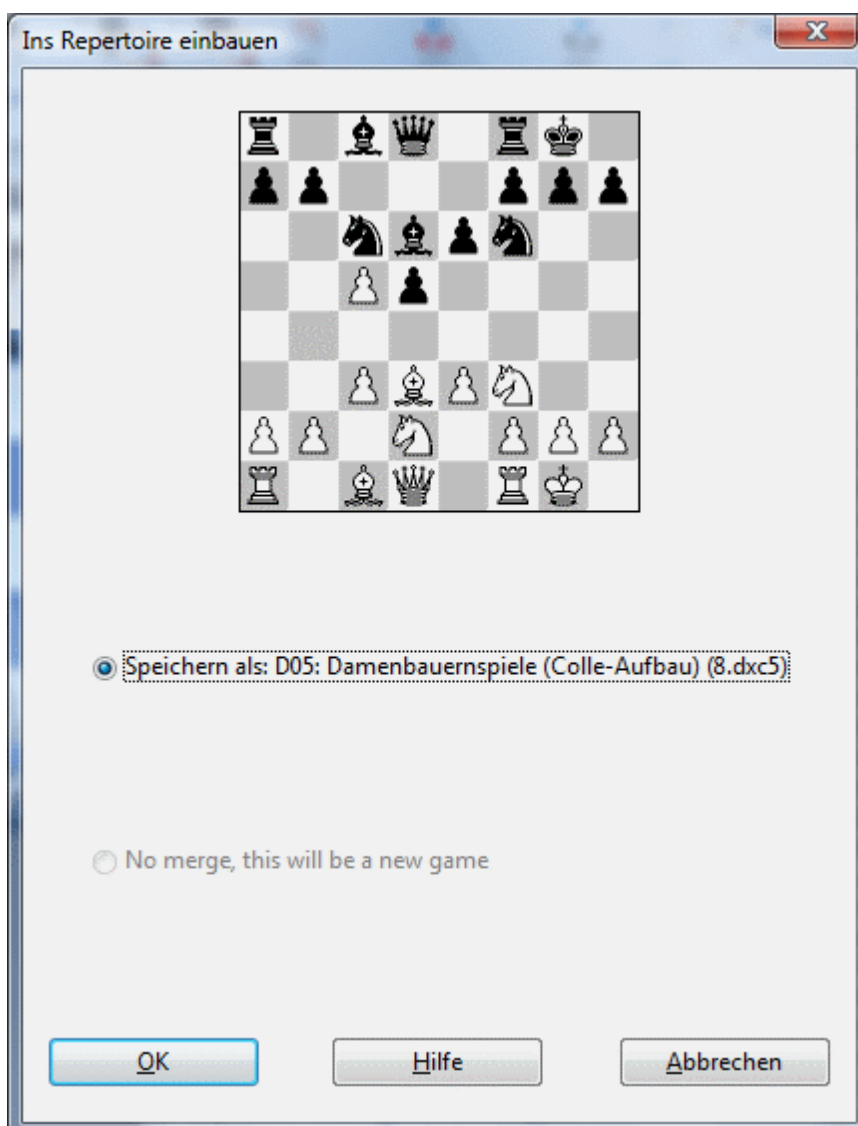 Ins Repertoire einbauen
Speichern als: D05: Damenbauernspiele (Colle-Aufbau) (8.dxc5)
No merge, this will be a new game
OK
Hilfe
Abbrechen